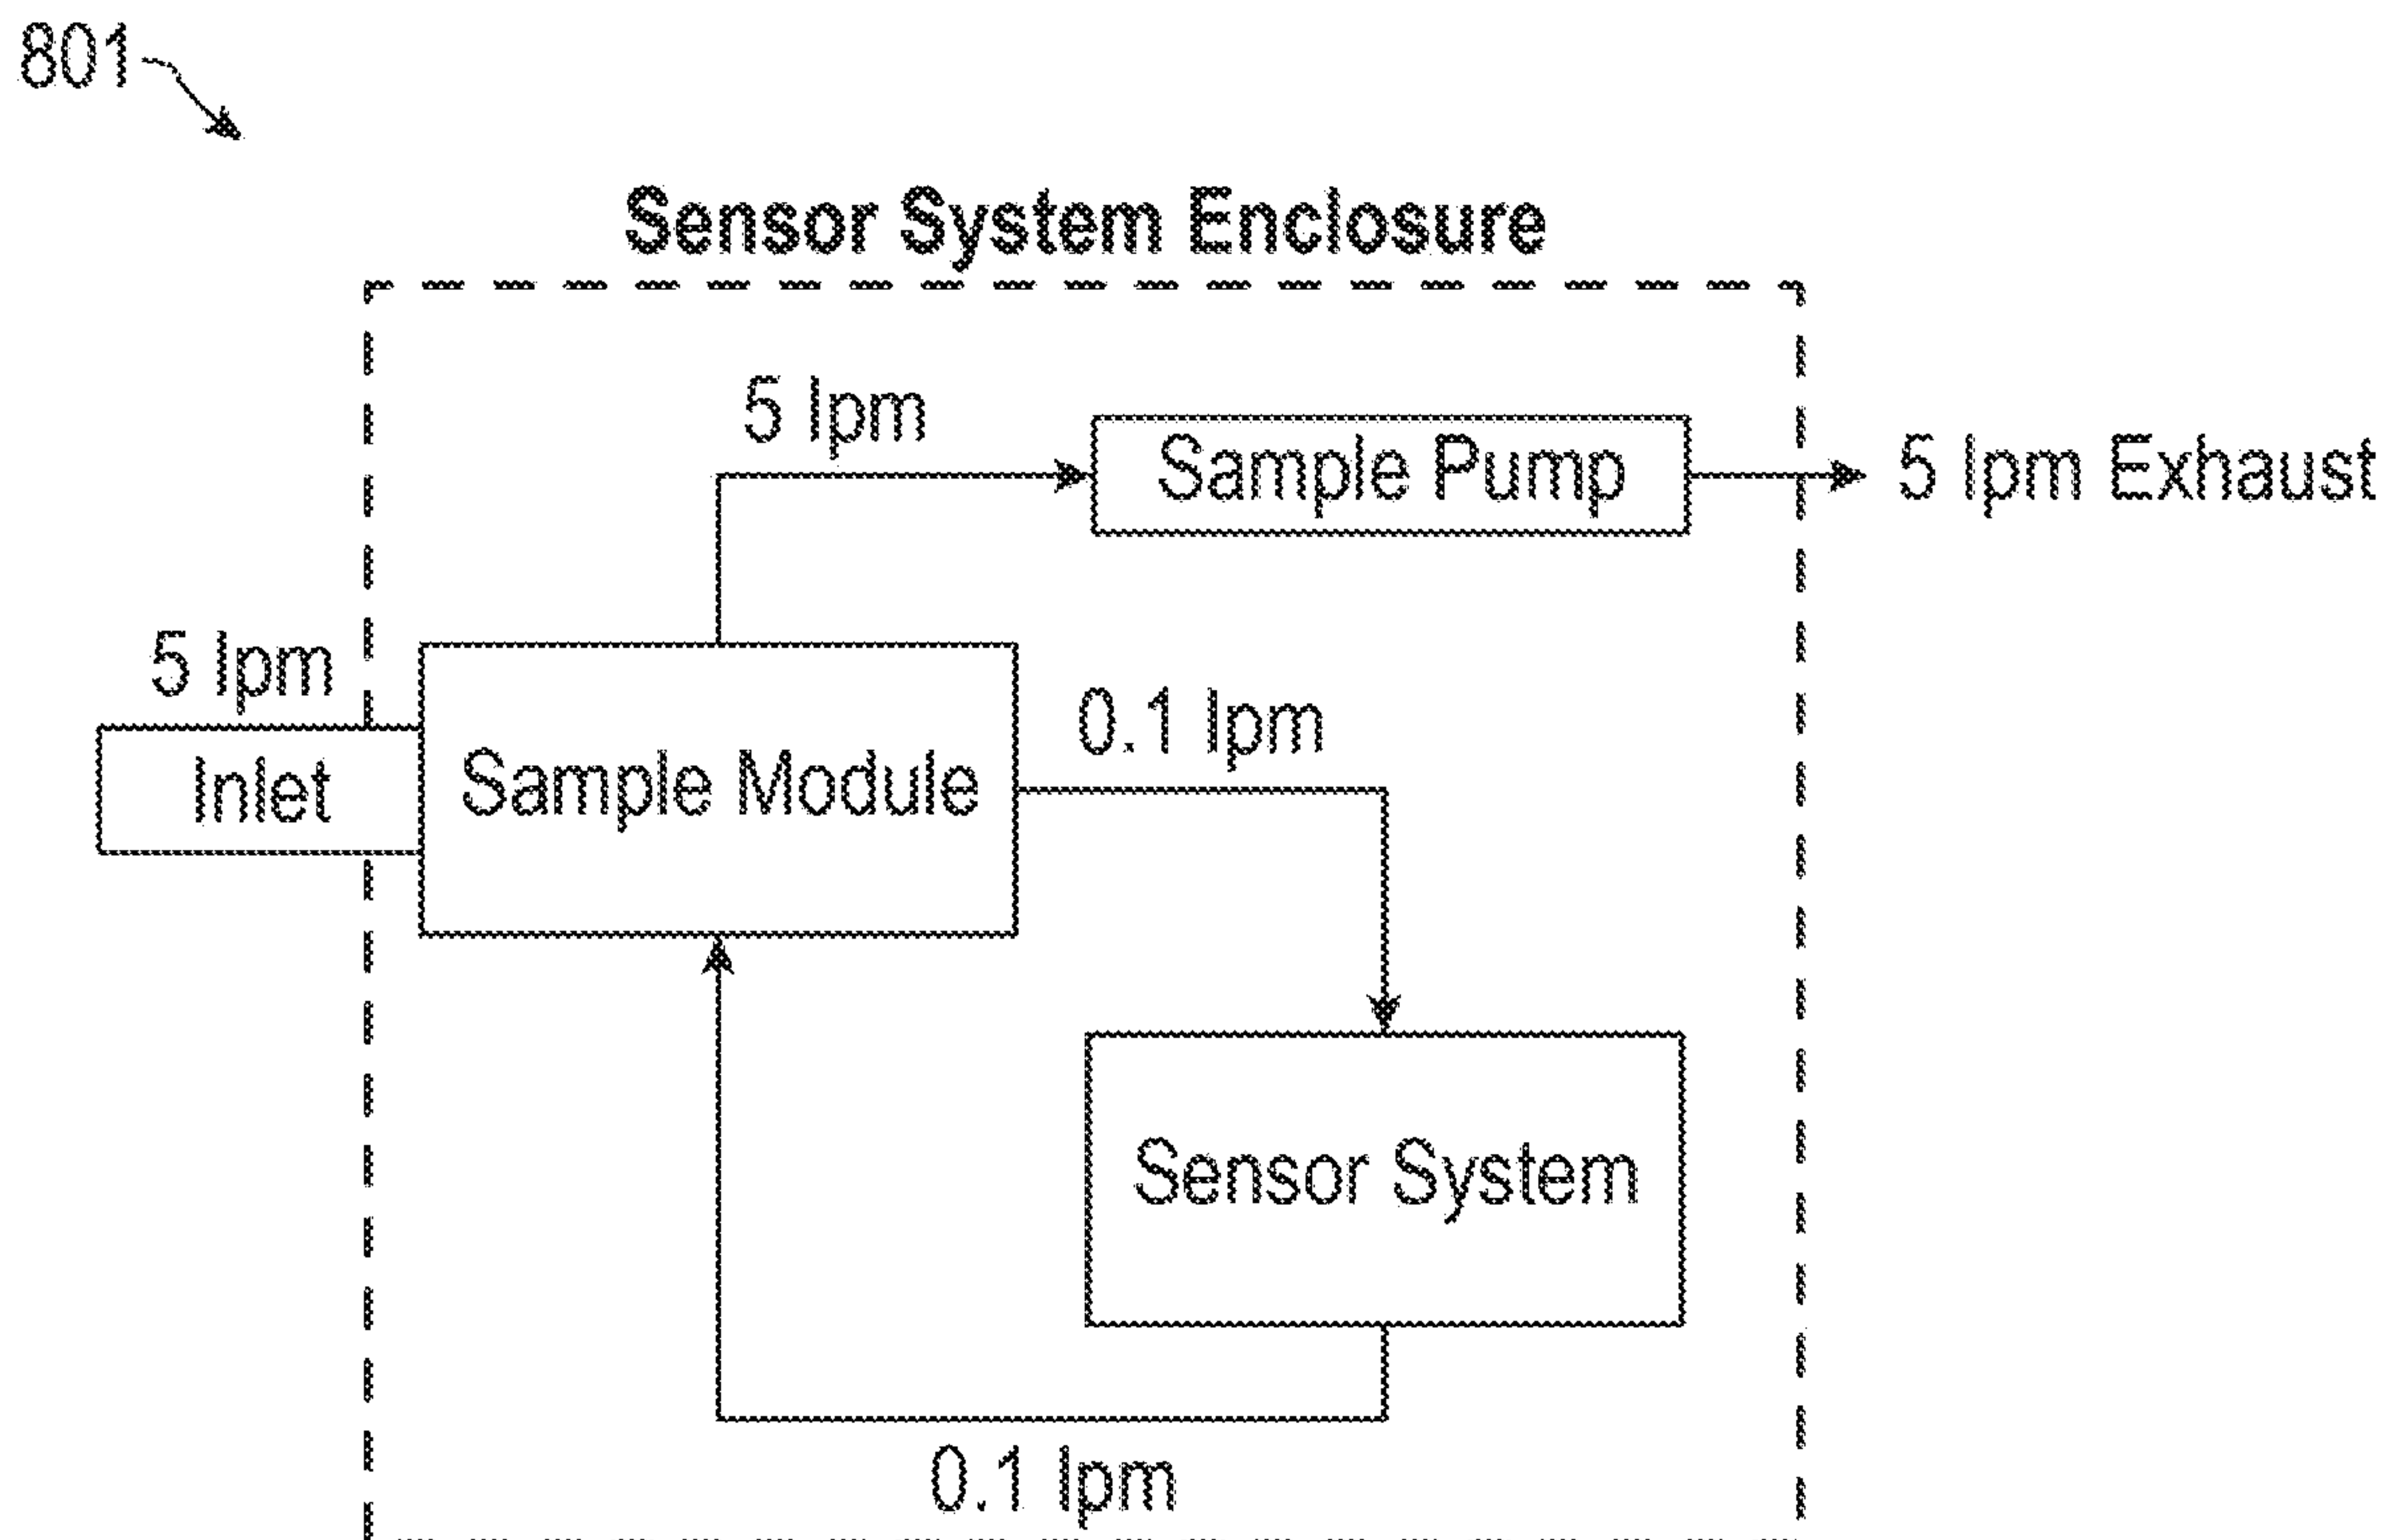 801
Sensor System Enclosure
5 lpm
Sample Pump
5 lpm Exhaust
5 lpm
Inlet
Sample Module
0.1 lpm
Sensor System
0.1 lpm